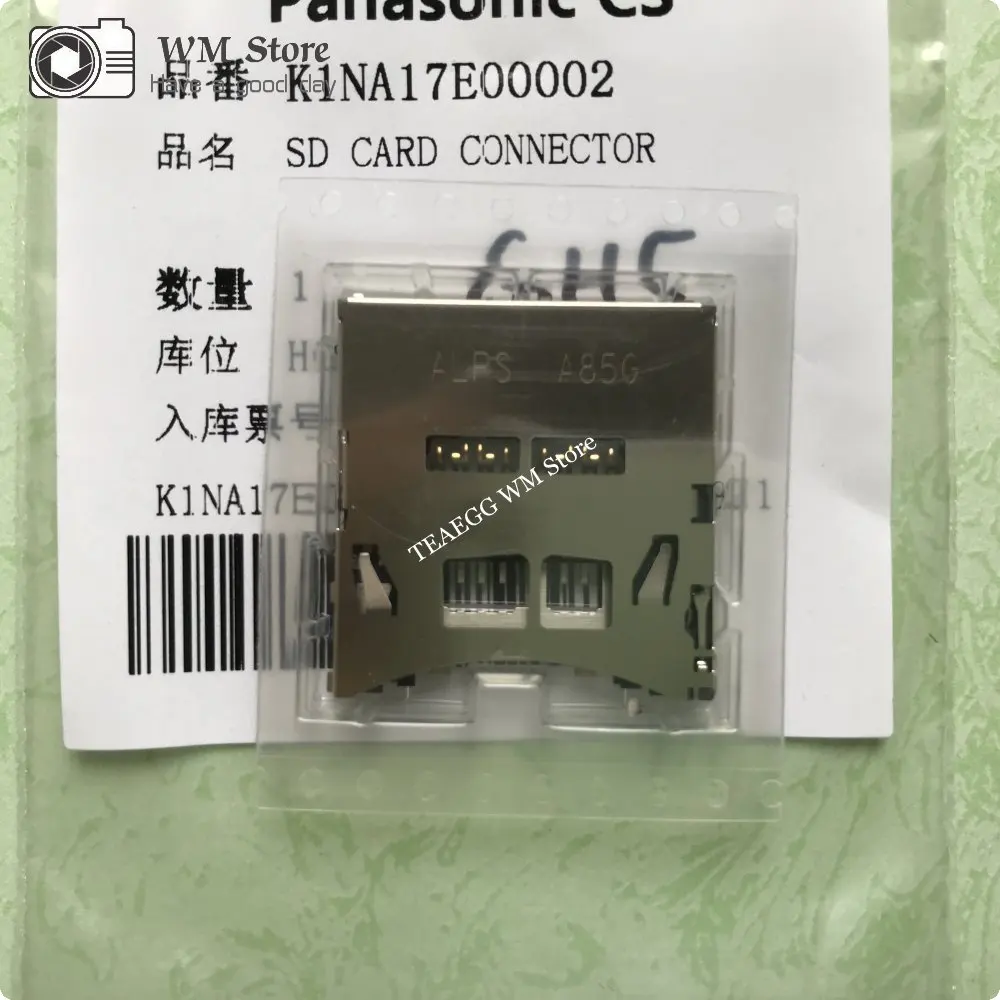 Panasonic CS
WM Store
Have a good day
品番 K1NA17E00002
品名 SD CARD CONNECTOR
GH5
数量 1
库位
入库票号
ALPS A85G
TEAEGG WM Store
K1NA17E